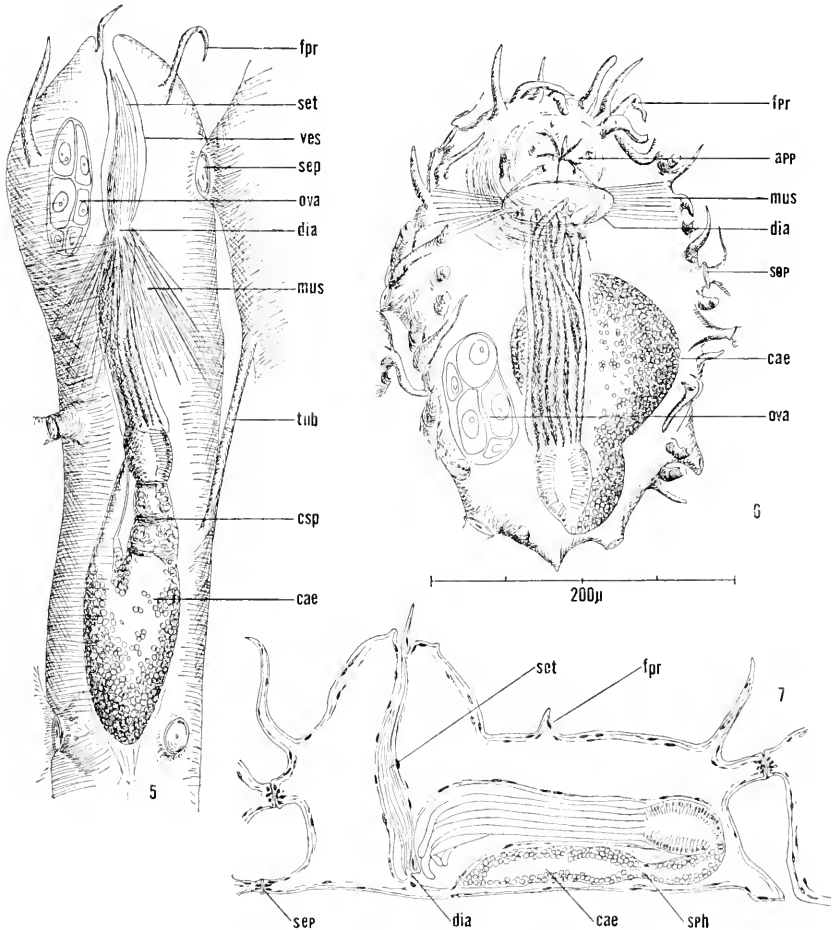 fpr
set
ves
sep
ova
dia
mus
tub
csp
cae
5
fpr
app
mus
dia
sep
cae
ova
6
200µ
set
fpr
7
sep
dia
cae
sph